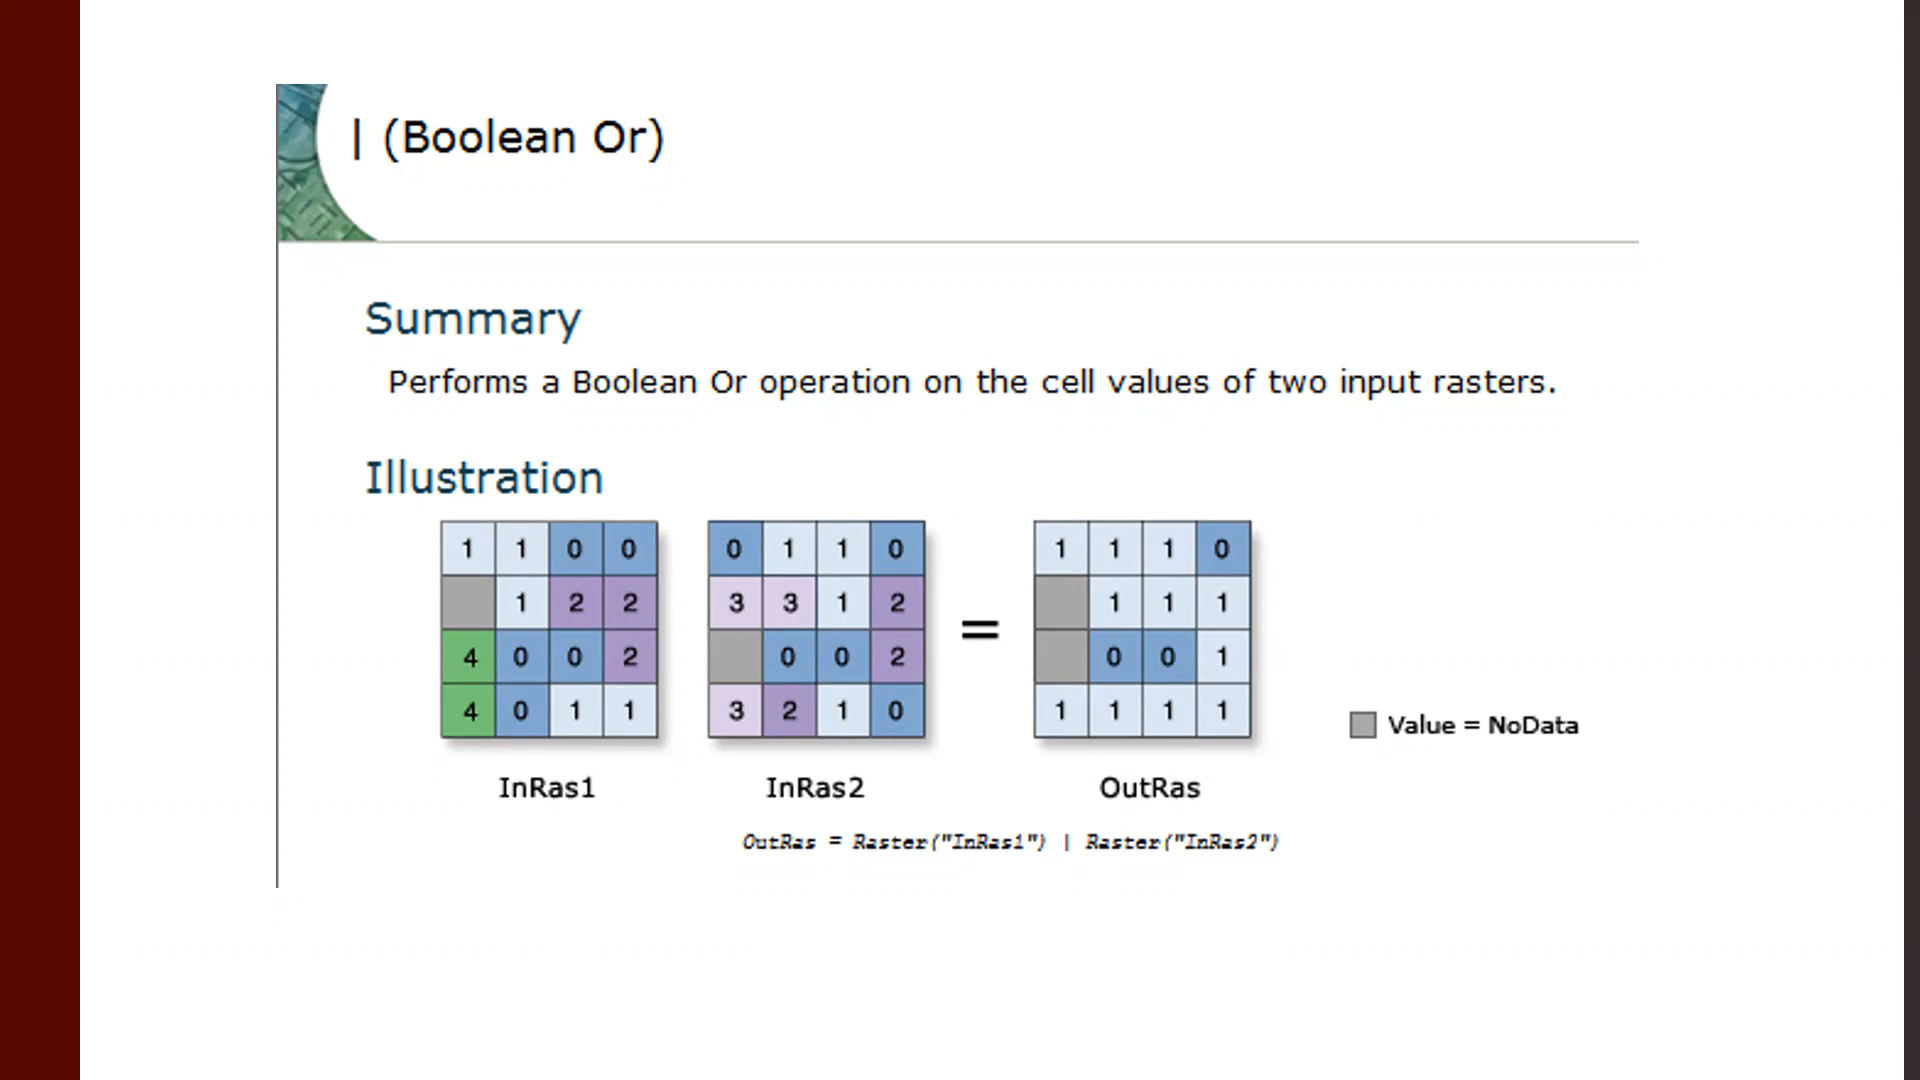 | (Boolean Or)
Summary
Performs a Boolean Or operation on the cell values of two input rasters.
Illustration
1 1 0 0 0 1 1 0 1 1 1 0
1 2 2 3 3 1 2 = 1 1 1
4 0 0 2 0 0 2 0 0 1
4 0 1 1 3 2 1 0 1 1 1 1
Value = NoData
InRas1 InRas2 OutRas
OutRas = Raster("InRas1") | Raster("InRas2")